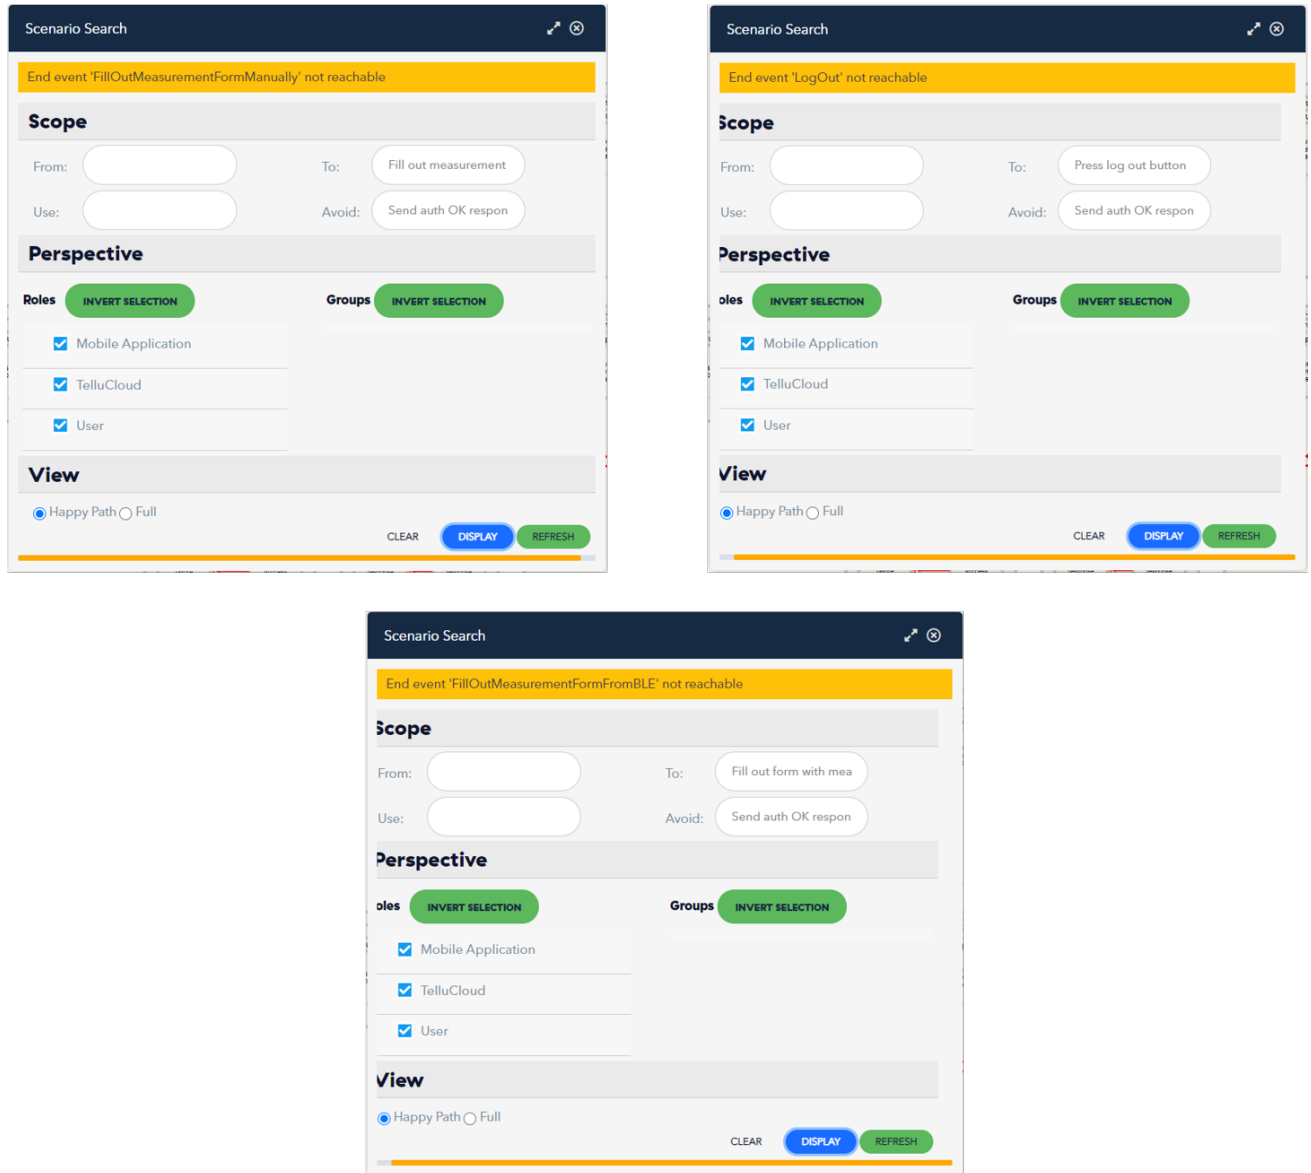 Scenario Search
End event 'FillOutMeasurementFormManually' not reachable
Scope
From:
To: Fill out measurement
Use:
Avoid: Send auth OK respon
Perspective
Roles INVERT SELECTION
Groups INVERT SELECTION
Mobile Application
TelluCloud
User
View
Happy Path Full
CLEAR DISPLAY REFRESH
Scenario Search
End event 'LogOut' not reachable
Scope
From:
To: Press log out button
Use:
Avoid: Send auth OK respon
Perspective
oles INVERT SELECTION
Groups INVERT SELECTION
Mobile Application
TelluCloud
User
View
Happy Path Full
CLEAR DISPLAY REFRESH
Scenario Search
End event 'FillOutMeasurementFormFromBLE' not reachable
Scope
From:
To: Fill out form with mea
Use:
Avoid: Send auth OK respon
Perspective
oles INVERT SELECTION
Groups INVERT SELECTION
Mobile Application
TelluCloud
User
View
Happy Path Full
CLEAR DISPLAY REFRESH